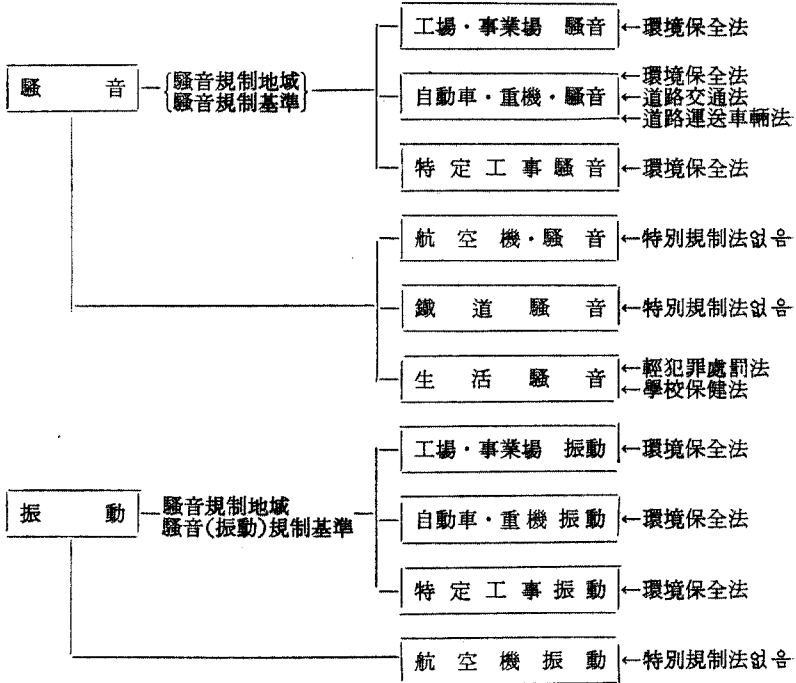 工場・事業場 騷音 ←環境保全法
騷 音 騷音規制地域 騷音規制基準
自動車・重機・騷音 ←環境保全法
←道路交通法
←道路運送車輛法
特定工事騷音 ←環境保全法
航空機・騷音 ←特別規制法없음
鐵道騷音 ←特別規制法없음
生活騷音 ←輕犯罪處罰法
←學校保健法
工場・事業場 振動 ←環境保全法
振 動 騷音規制地域
騷音(振動)規制基準
自動車・重機 振動 ←環境保全法
特定工事振動 ←環境保全法
航空機振動 ←特別規制法없음